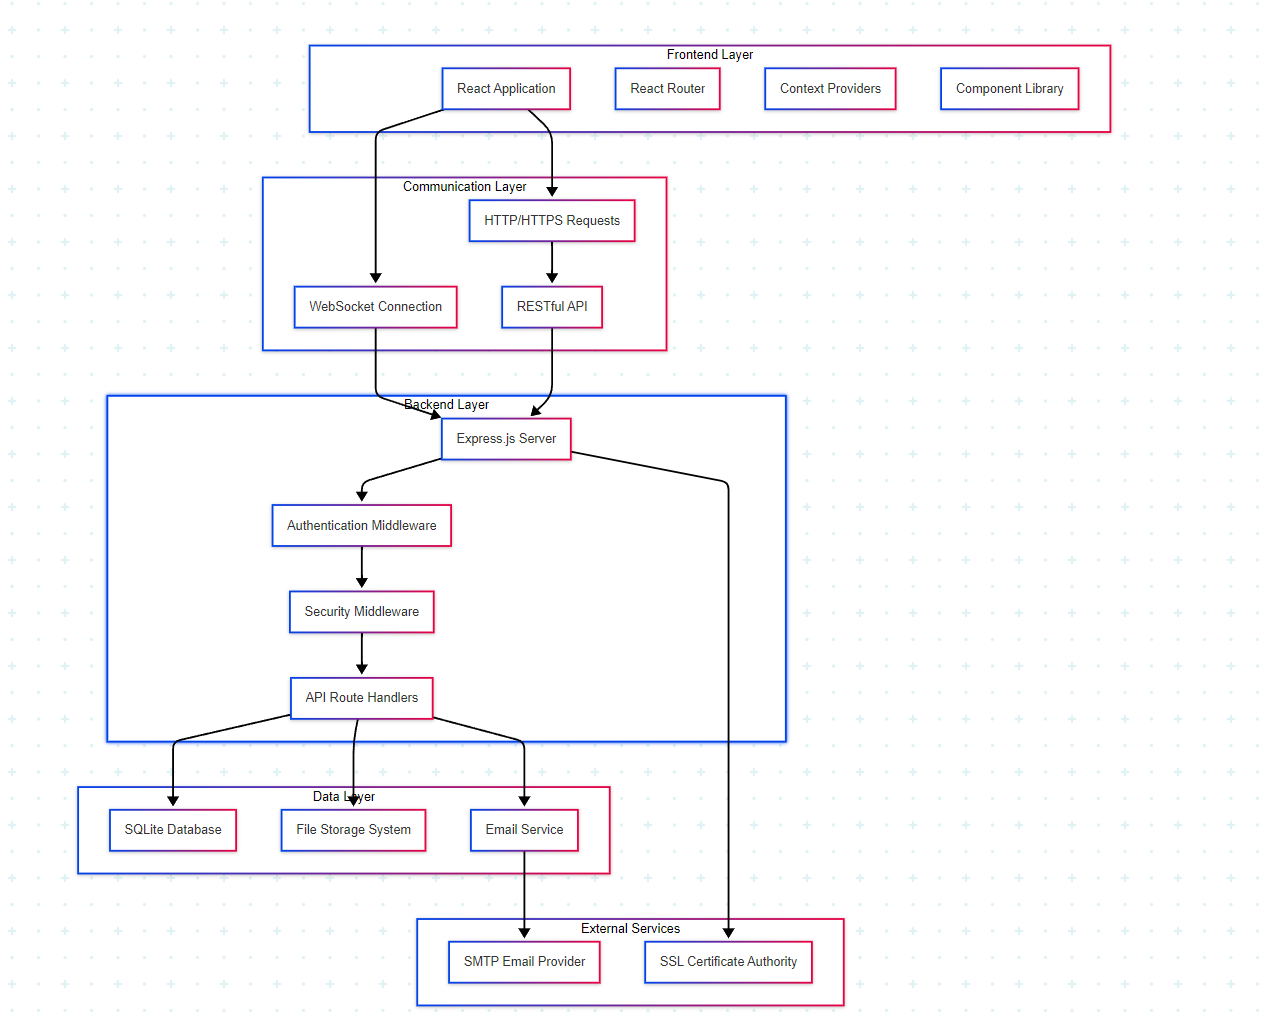 Frontend Layer
React Application
React Router
Context Providers
Component Library
Communication Layer
HTTP/HTTPS Requests
WebSocket Connection
RESTful API
Backend Layer
Express.js Server
Authentication Middleware
Security Middleware
API Route Handlers
Data Layer
SQLite Database
File Storage System
Email Service
External Services
SMTP Email Provider
SSL Certificate Authority